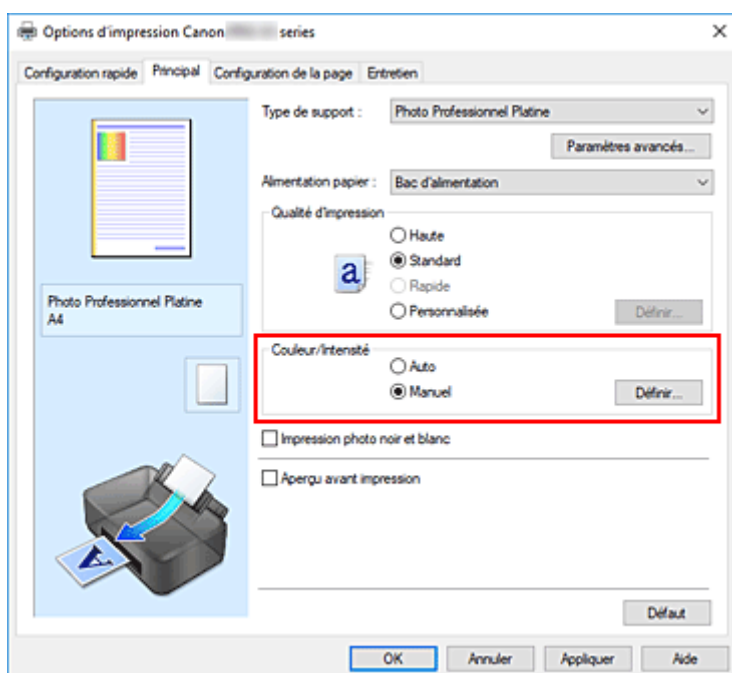 Options d'impression Canon series
Configuration rapide Principal Configuration de la page Entretien
Type de support : Photo Professionnel Platine
Paramètres avancés...
Alimentation papier : Bac d'alimentation
Qualité d'impression
Haute
a Standard
Rapide
Personnalisée Définir...
Photo Professionnel Platine
A4
Couleur/Intensité
Auto
Manuel Définir...
Impression photo noir et blanc
Aperçu avant impression
A
Défaut
OK Annuler Appliquer Aide